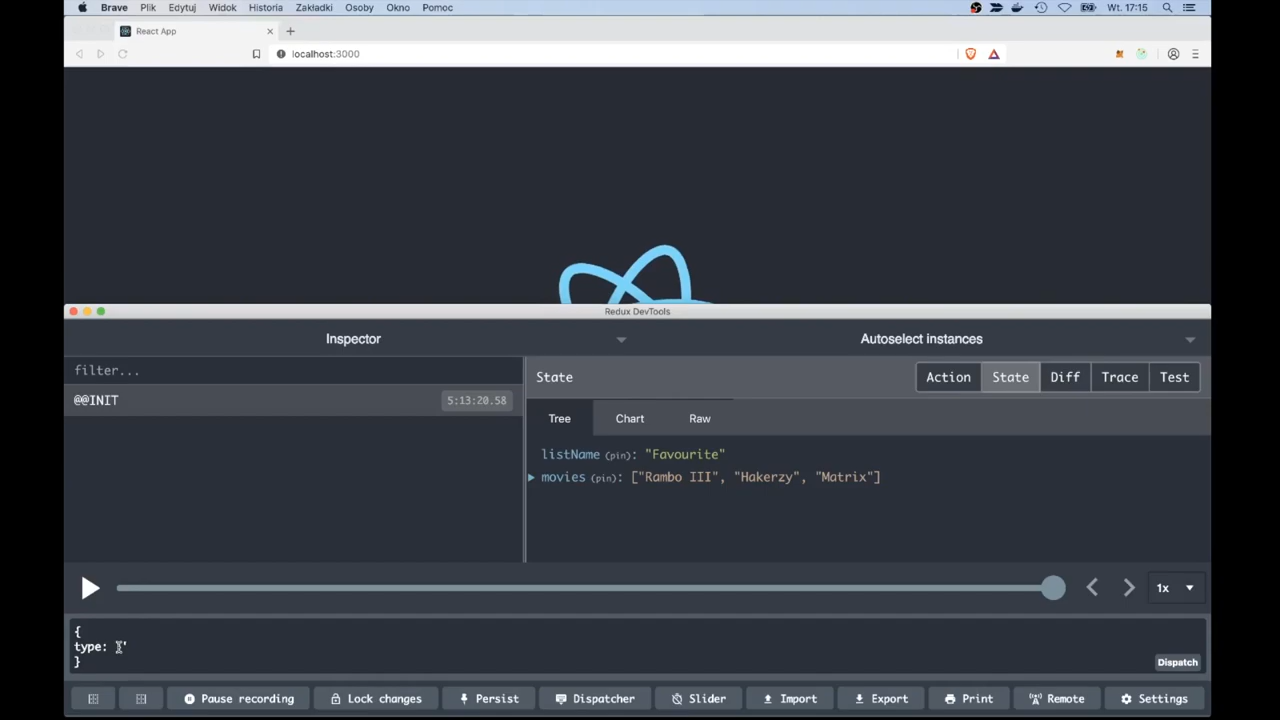 Brave Plik Edytuj Widok Historia Zakładki Osoby Okno Pomoc Wt. 17:15
React App
localhost:3000
Redux DevTools
Inspector Autoselect instances
filter...
State Action State Diff Trace Test
@@INIT 5:13:20.58
Tree Chart Raw
listName (pin): "Favourite"
movies (pin): ["Rambo III", "Hakerzy", "Matrix"]
1x
{
type: ''
}
Dispatch
Pause recording Lock changes Persist Dispatcher Slider Import Export Print Remote Settings